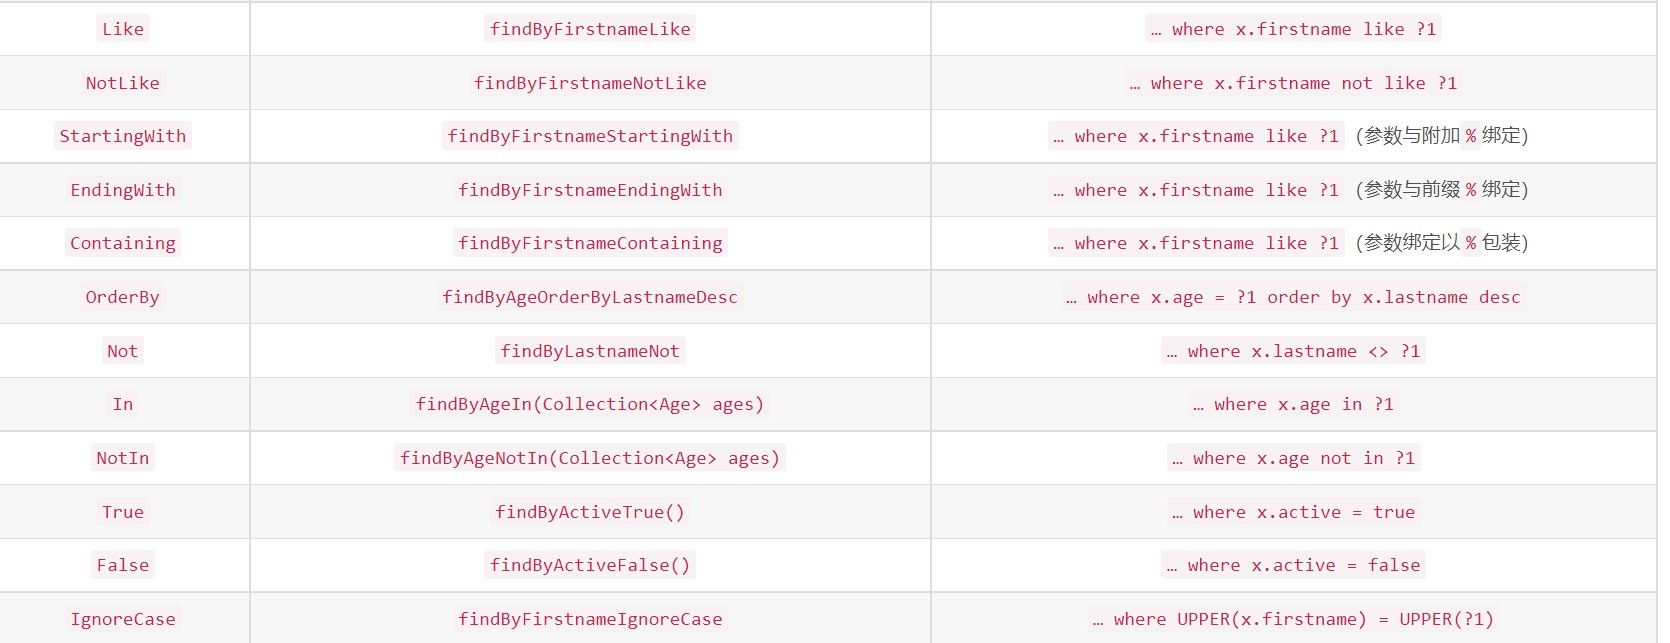 Like findByFirstnameLike … where x.firstname like ?1
NotLike findByFirstnameNotLike … where x.firstname not like ?1
StartingWith findByFirstnameStartingWith … where x.firstname like ?1 (参数与附加 % 绑定)
EndingWith findByFirstnameEndingWith … where x.firstname like ?1 (参数与前缀 % 绑定)
Containing findByFirstnameContaining … where x.firstname like ?1 (参数绑定以 % 包装)
OrderBy findByAgeOrderByLastnameDesc … where x.age = ?1 order by x.lastname desc
Not findByLastnameNot … where x.lastname <> ?1
In findByAgeIn(Collection<Age> ages) … where x.age in ?1
NotIn findByAgeNotIn(Collection<Age> ages) … where x.age not in ?1
True findByActiveTrue() … where x.active = true
False findByActiveFalse() … where x.active = false
IgnoreCase findByFirstnameIgnoreCase … where UPPER(x.firstname) = UPPER(?1)